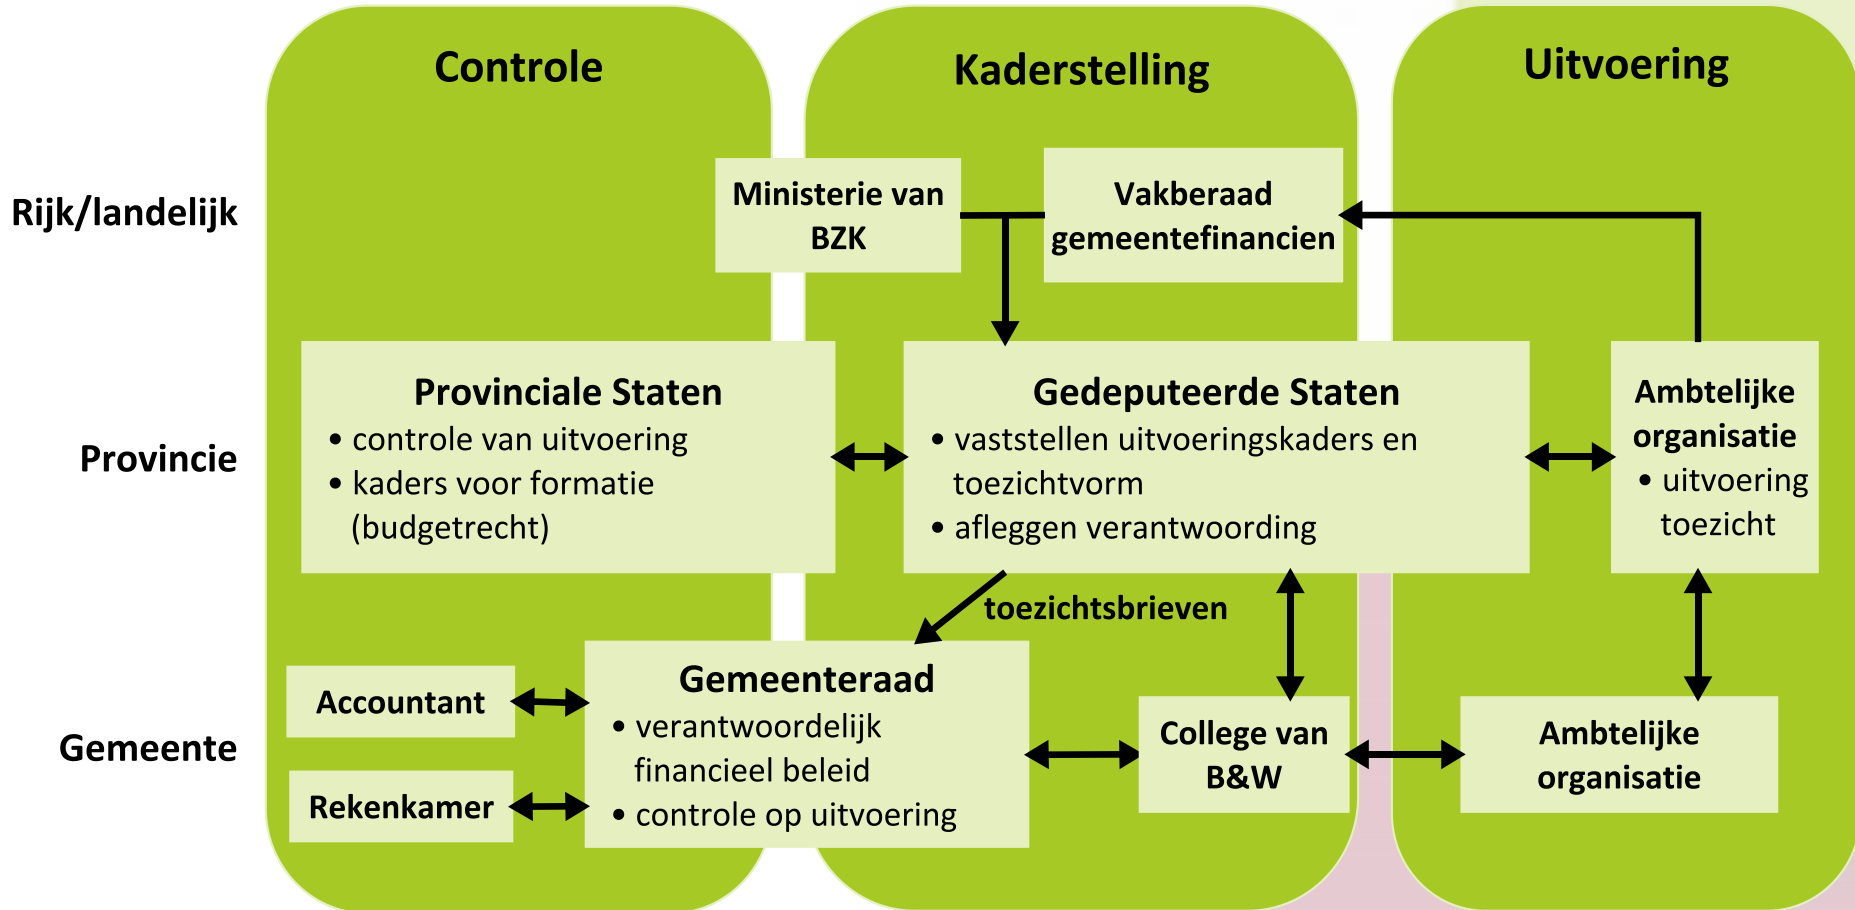 Controle
Kaderstelling
Uitvoering
Rijk/landelijk
Ministerie van
BZK
Vakberaad
gemeentefinancien
Provincie
Provinciale Staten
• controle van uitvoering
• kaders voor formatie
(budgetrecht)
Gedeputeerde Staten
• vaststellen uitvoeringskaders en
toezichtvorm
• afleggen verantwoording
Ambtelijke
organisatie
• uitvoering
toezicht
toezichtsbrieven
Gemeente
Accountant
Rekenkamer
Gemeenteraad
• verantwoordelijk
financieel beleid
• controle op uitvoering
College van
B&W
Ambtelijke
organisatie